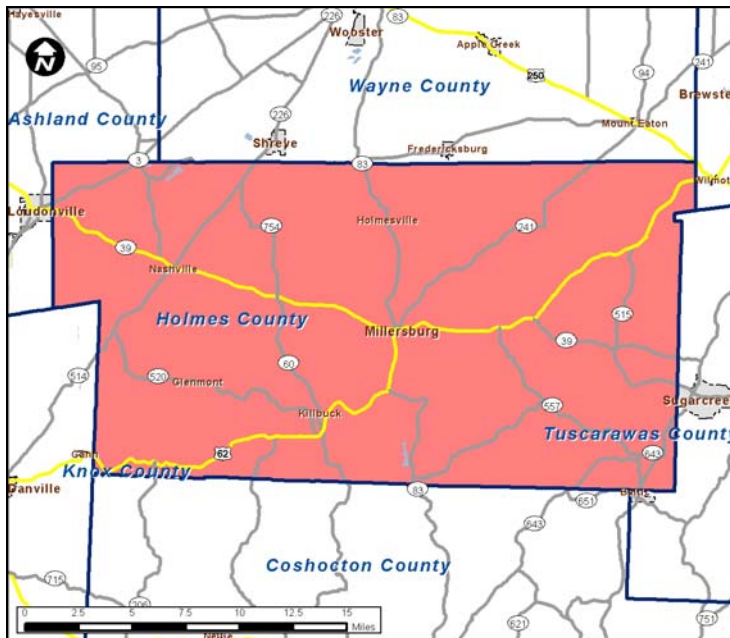 Hayesville
226
Wooster
83
Apple Creek
N
95
250
94
241
Wayne County
Brewste
226
Ashland County
Mount Eaton
Shreve
Fredericksburg
3
83
Wilmot
Loudonville
754
Holmesville
241
39
Nashville
Holmes County
Millersburg
515
39
514
520
Glenmont
60
Killbuck
557
Sugarcree
Tuscarawas County
Gann
62
643
Knox County
Danville
83
651
643
Coshocton County
715
206
0 2.5 5 7.5 10 12.5 15
Miles
621
751